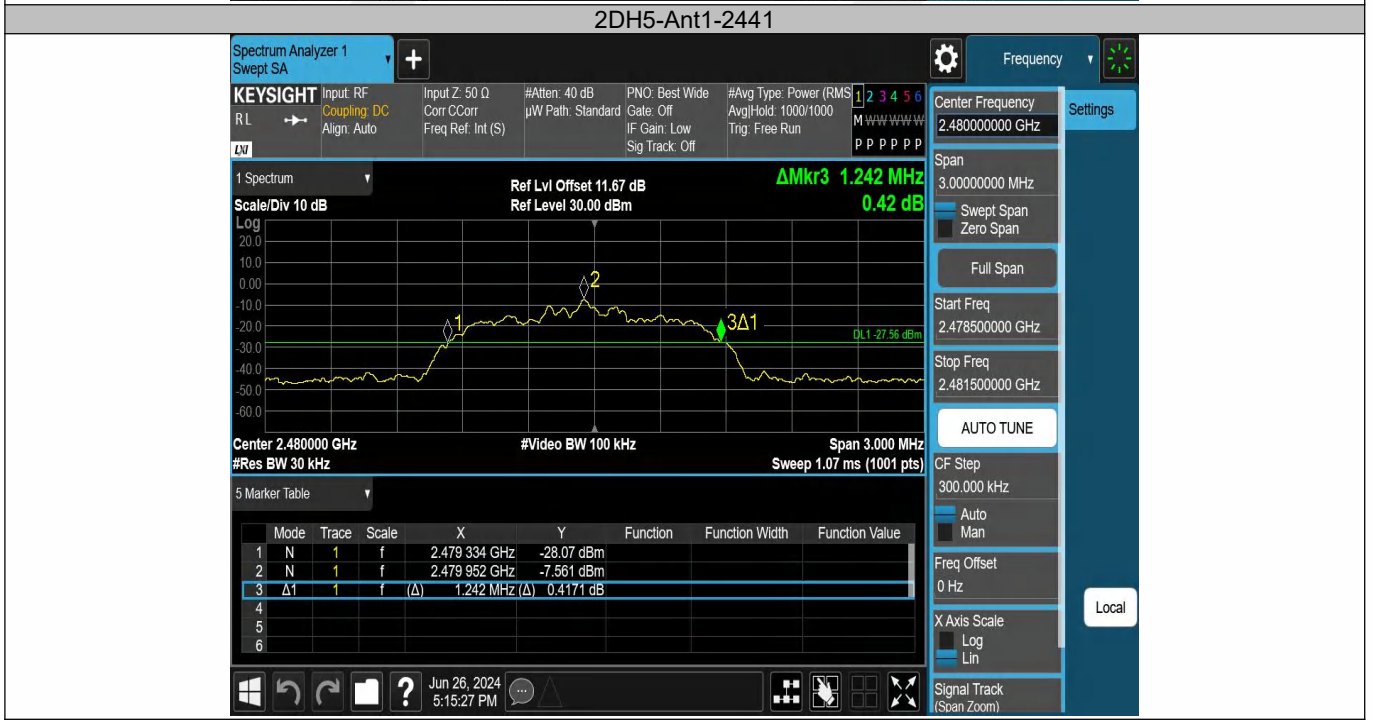 2DH5-Ant1-2441
Spectrum Analyzer 1
Swept SA
+
Frequency
KEYSIGHT
RL
LXI
Input: RF
Coupling: DC
Align: Auto
Input Z: 50 Ω
Corr CCorr
Freq Ref: Int (S)
#Atten: 40 dB
µW Path: Standard
PNO: Best Wide
Gate: Off
IF Gain: Low
Sig Track: Off
#Avg Type: Power (RMS
Avg|Hold: 1000/1000
Trig: Free Run
1 2 3 4 5 6
M W W W W W
P P P P P P
Center Frequency
2.480000000 GHz
Settings
1 Spectrum
Scale/Div 10 dB
Ref Lvl Offset 11.67 dB
Ref Level 30.00 dBm
ΔMkr3 1.242 MHz
0.42 dB
Log
20.0
10.0
0.00
-10.0
-20.0
-30.0
-40.0
-50.0
-60.0
1
2
3Δ1
DL1 -27.56 dBm
Center 2.480000 GHz
#Res BW 30 kHz
#Video BW 100 kHz
Span 3.000 MHz
Sweep 1.07 ms (1001 pts)
Span
3.00000000 MHz
Swept Span
Zero Span
Full Span
Start Freq
2.478500000 GHz
Stop Freq
2.481500000 GHz
AUTO TUNE
CF Step
300.000 kHz
Auto
Man
Freq Offset
0 Hz
X Axis Scale
Log
Lin
Signal Track
(Span Zoom)
Local
5 Marker Table
Mode Trace Scale X Y Function Function Width Function Value
1 N 1 f 2.479 334 GHz -28.07 dBm
2 N 1 f 2.479 952 GHz -7.561 dBm
3 Δ1 1 f (Δ) 1.242 MHz (Δ) 0.4171 dB
4
5
6
?
Jun 26, 2024
5:15:27 PM